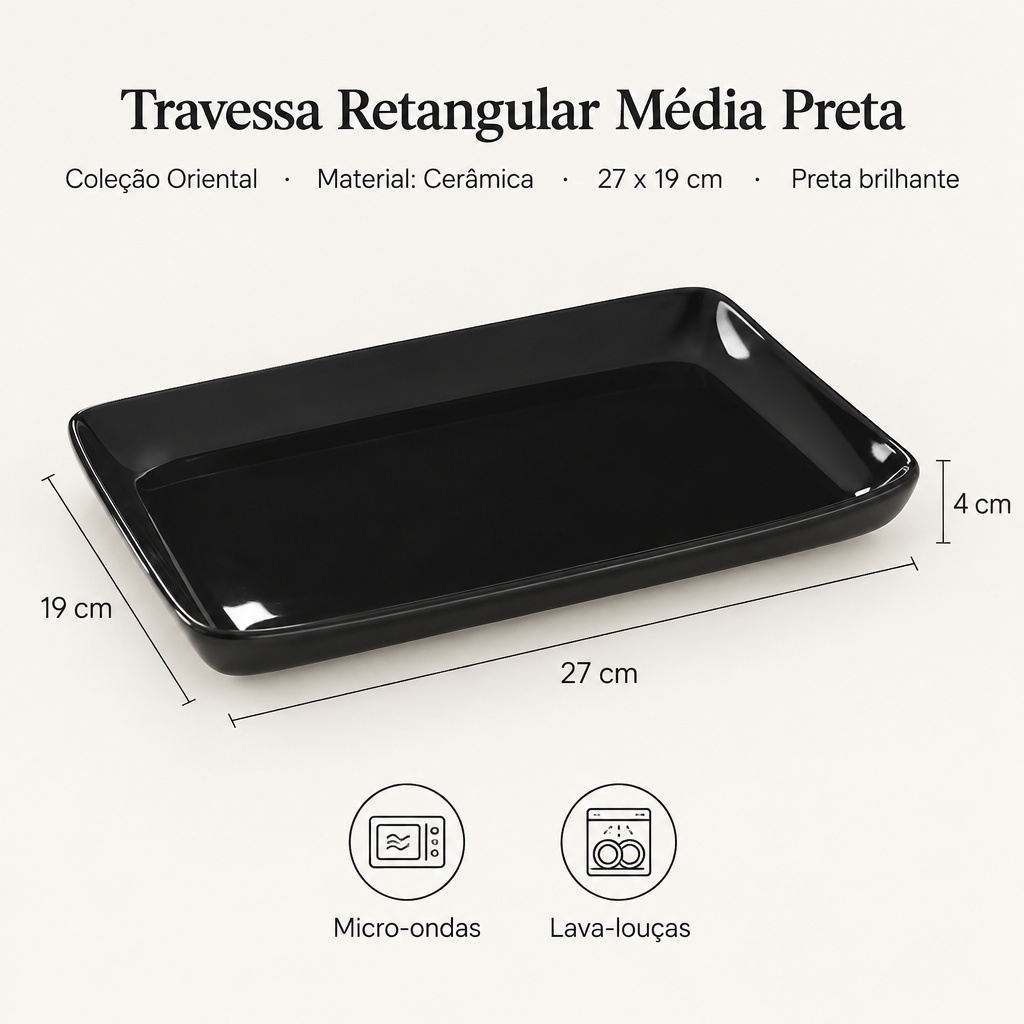 Travessa Retangular Média Preta
Coleção Oriental · Material: Cerâmica · 27 x 19 cm · Preta brilhante
4 cm
19 cm
27 cm
Micro-ondas
Lava-louças